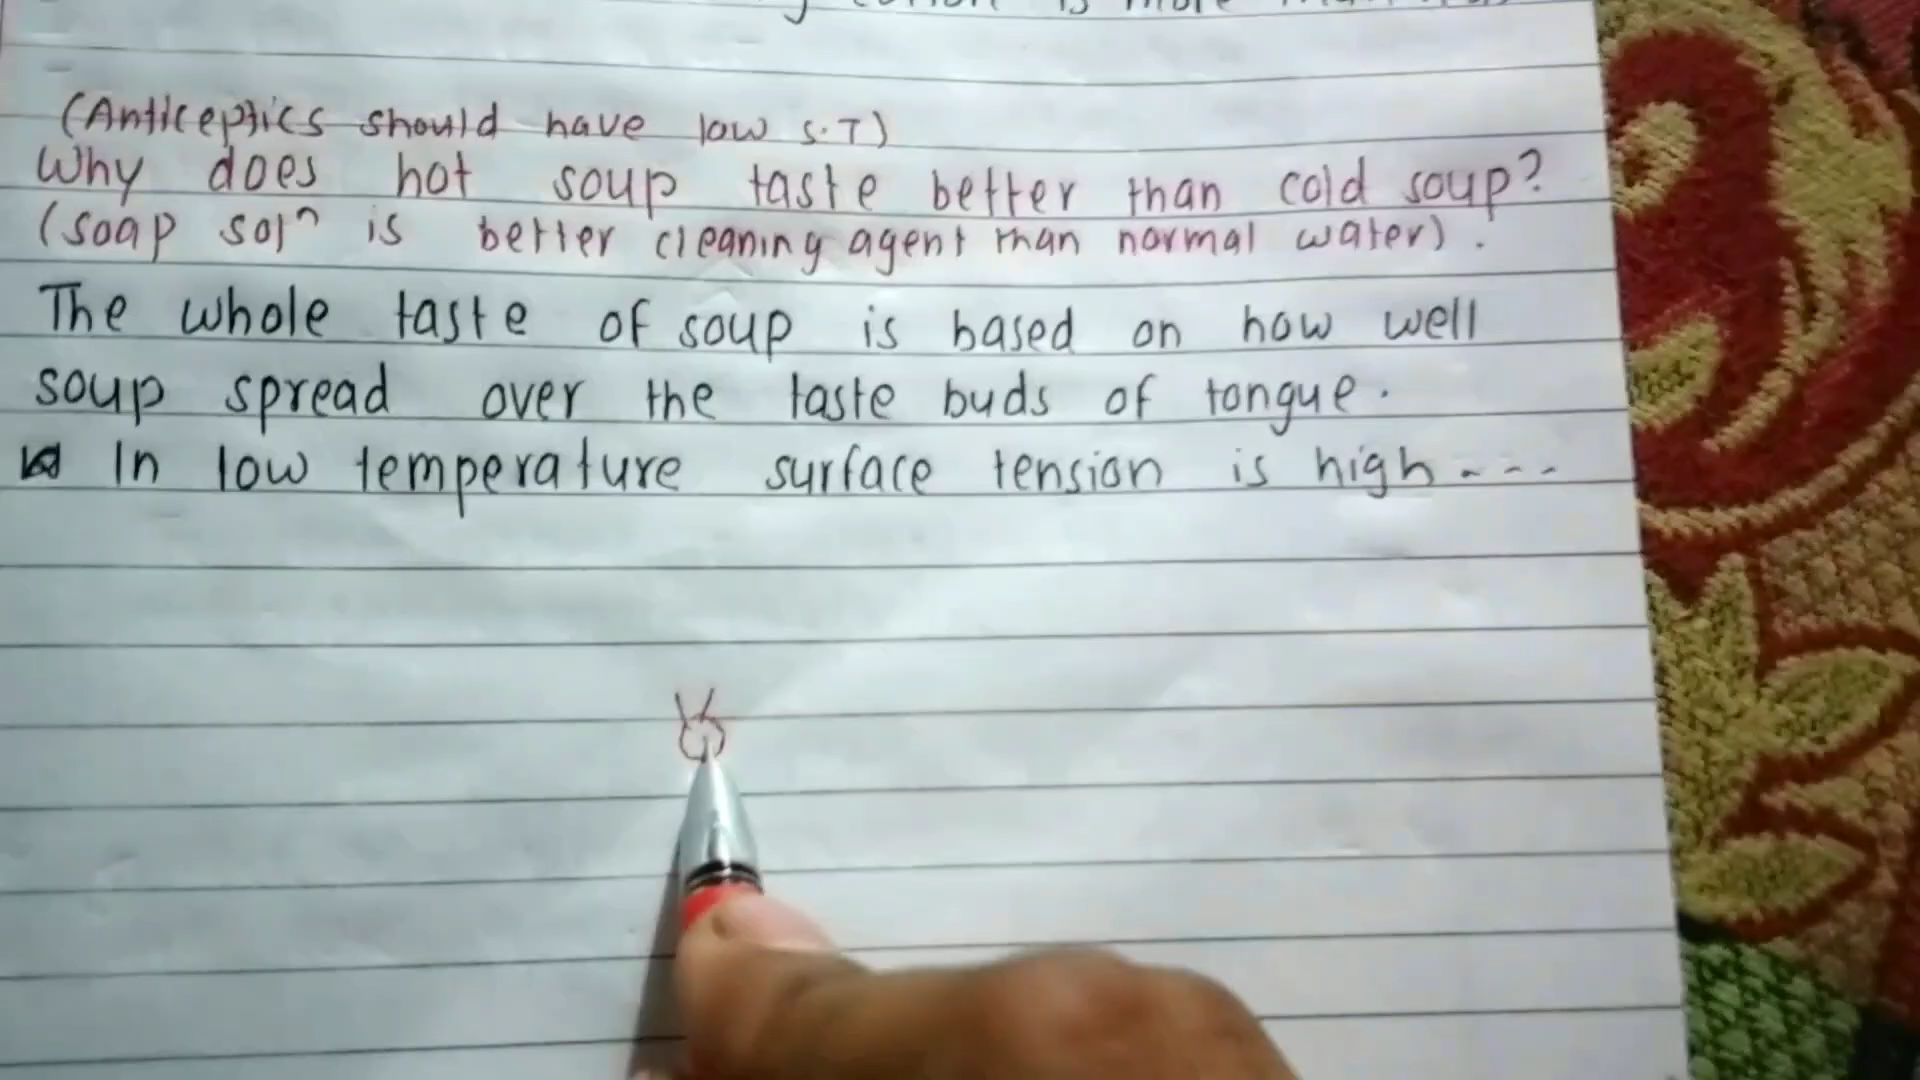 is more
(Anticeptics should have low s.T)
Why does hot soup taste better than cold soup?
(soap solⁿ is better cleaning agent than normal water).
The whole taste of soup is based on how well
soup spread over the taste buds of tongue.
In low temperature surface tension is high ----